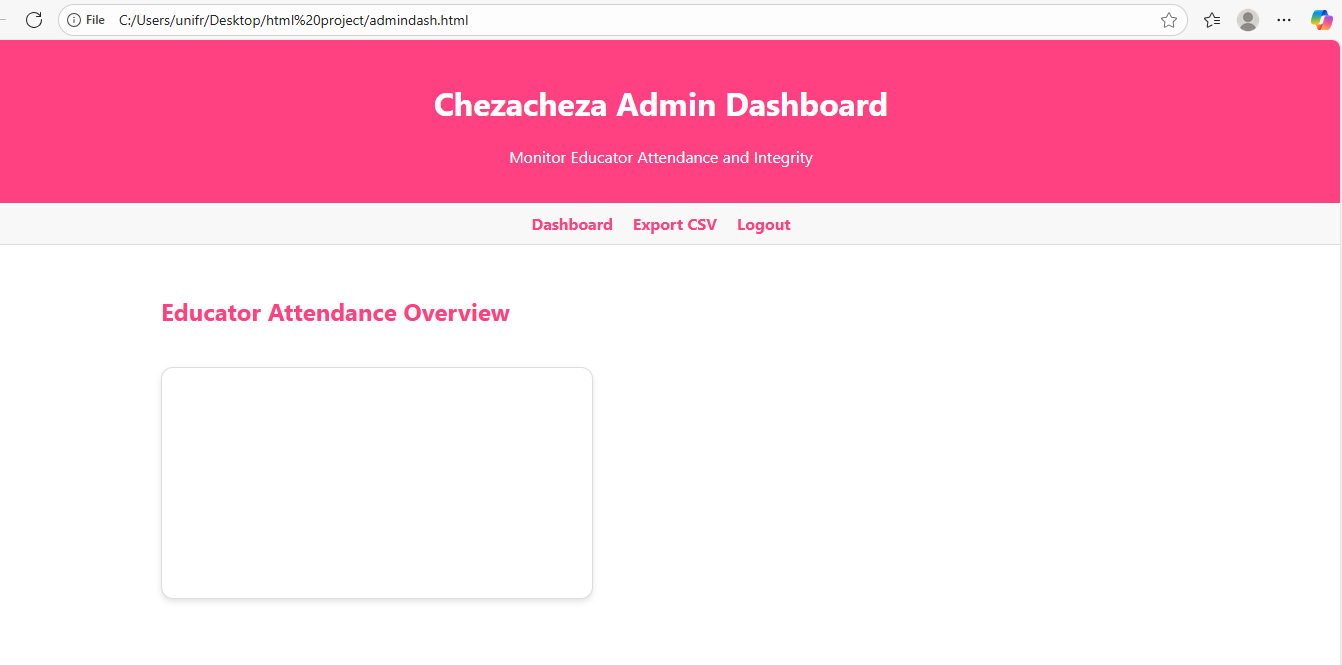 File C:/Users/unifr/Desktop/html%20project/admindash.html
Chezacheza Admin Dashboard
Monitor Educator Attendance and Integrity
Dashboard Export CSV Logout
Educator Attendance Overview